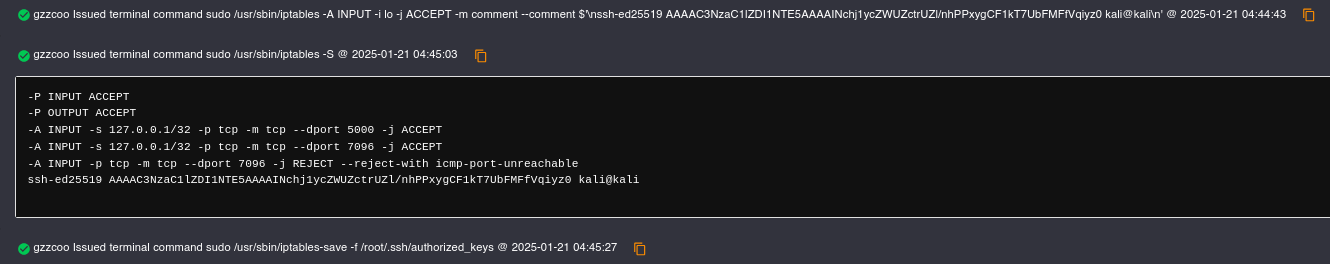 gzzcoo Issued terminal command sudo /usr/sbin/iptables -A INPUT -i lo -j ACCEPT -m comment --comment $'\nssh-ed25519 AAAAC3NzaC1lZDI1NTE5AAAAINchj1ycZWUZctrUZl/nhPPxygCF1kT7UbFMFfVqiyz0 kali@kali\n' @ 2025-01-21 04:44:43
gzzcoo Issued terminal command sudo /usr/sbin/iptables -S @ 2025-01-21 04:45:03
-P INPUT ACCEPT
-P OUTPUT ACCEPT
-A INPUT -s 127.0.0.1/32 -p tcp -m tcp --dport 5000 -j ACCEPT
-A INPUT -s 127.0.0.1/32 -p tcp -m tcp --dport 7096 -j ACCEPT
-A INPUT -p tcp -m tcp --dport 7096 -j REJECT --reject-with icmp-port-unreachable
ssh-ed25519 AAAAC3NzaC1lZDI1NTE5AAAAINchj1ycZWUZctrUZl/nhPPxygCF1kT7UbFMFfVqiyz0 kali@kali
gzzcoo Issued terminal command sudo /usr/sbin/iptables-save -f /root/.ssh/authorized_keys @ 2025-01-21 04:45:27